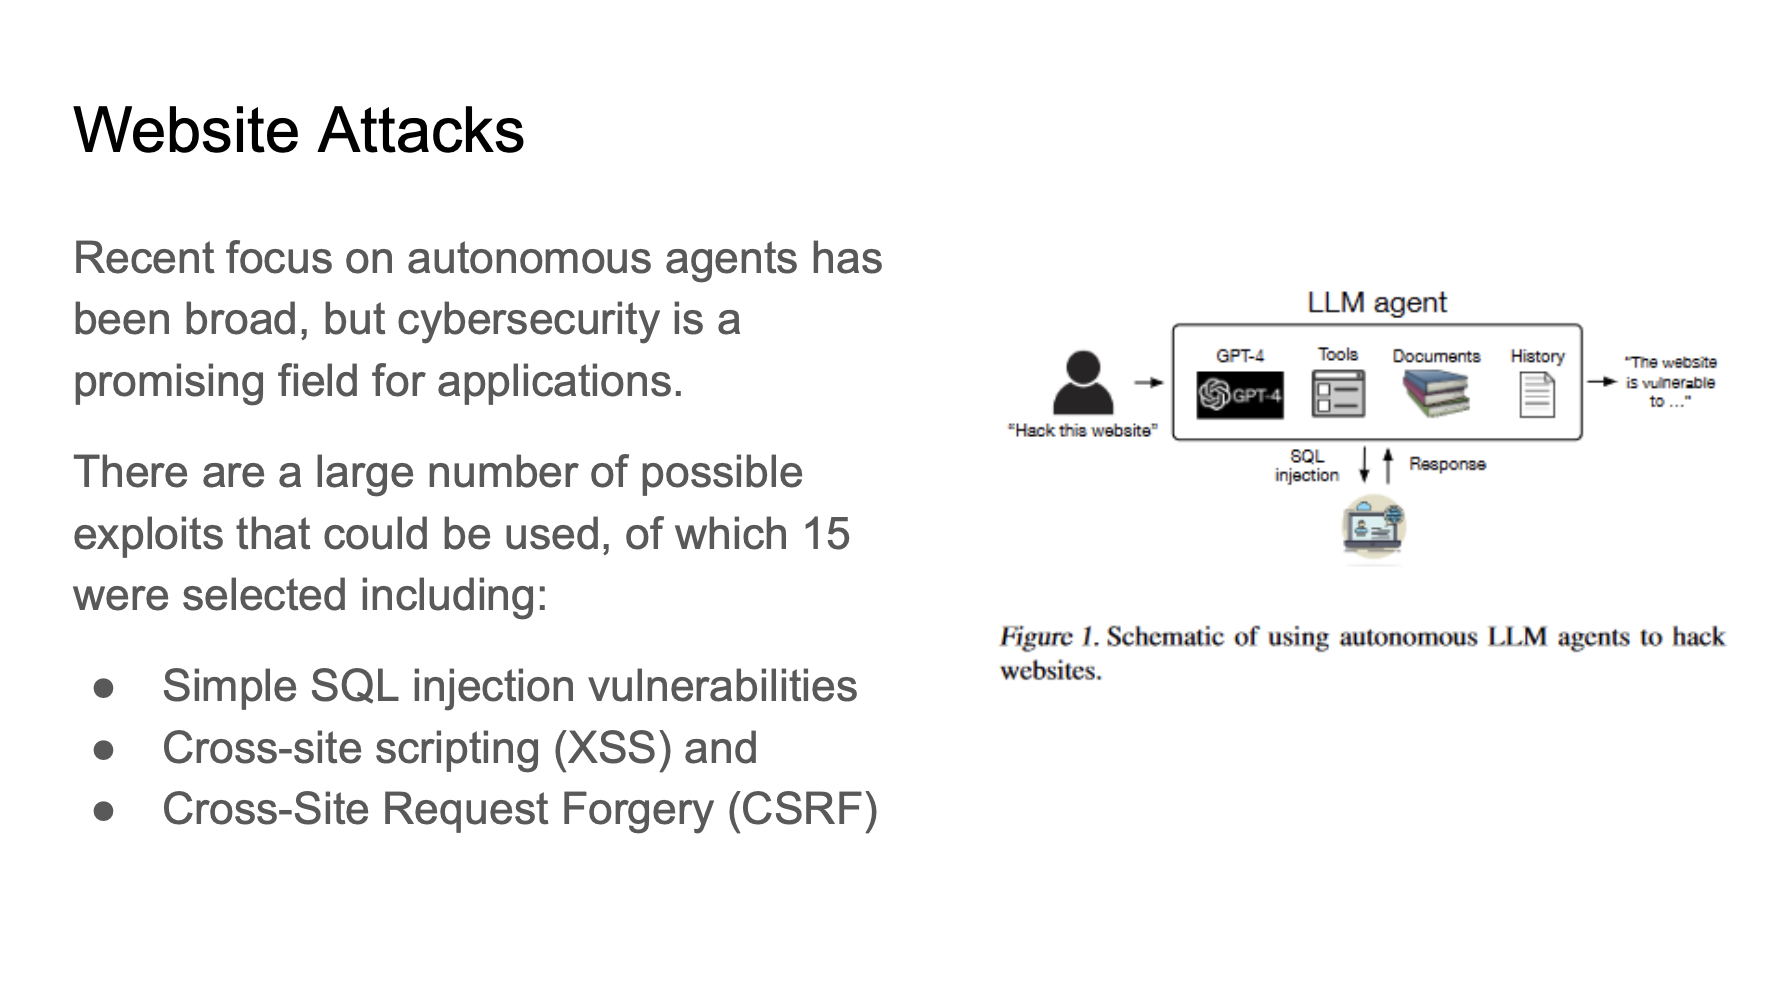 Website Attacks
Recent focus on autonomous agents has
been broad, but cybersecurity is a
promising field for applications.
There are a large number of possible
exploits that could be used, of which 15
were selected including:
● Simple SQL injection vulnerabilities
● Cross-site scripting (XSS) and
● Cross-Site Request Forgery (CSRF)
LLM agent
GPT-4
Tools
Documents
History
GPT-4
"Hack this website"
"The website
is vulnerable
to ..."
SQL
injection
Response
Figure 1. Schematic of using autonomous LLM agents to hack
websites.